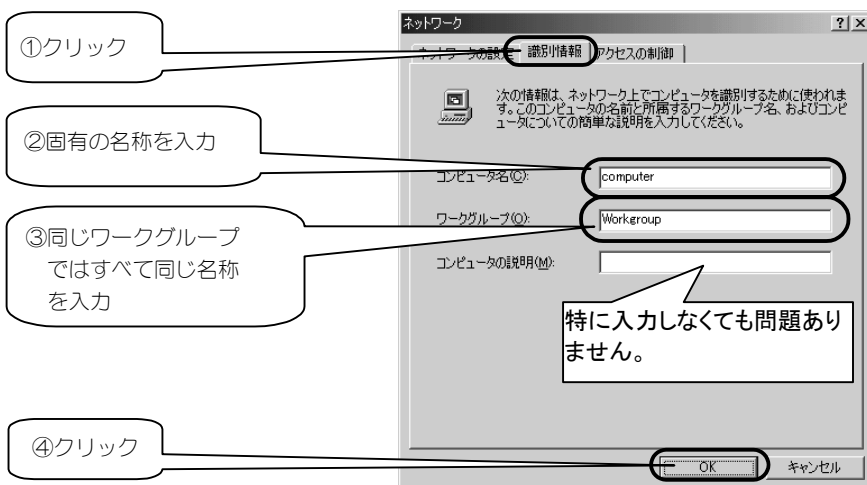 ネットワーク
①クリック
ネットワークの設定 識別情報 アクセスの制御
次の情報は、ネットワーク上でコンピュータを識別するために使われま
す。このコンピュータの名前と所属するワークグループ名、およびコンピ
ュータについての簡単な説明を入力してください。
②固有の名称を入力
コンピュータ名(C):
computer
ワークグループ(O):
Workgroup
③同じワークグループ
ではすべて同じ名称
を入力
コンピュータの説明(M):
特に入力しなくても問題あり
ません。
④クリック
OK
キャンセル